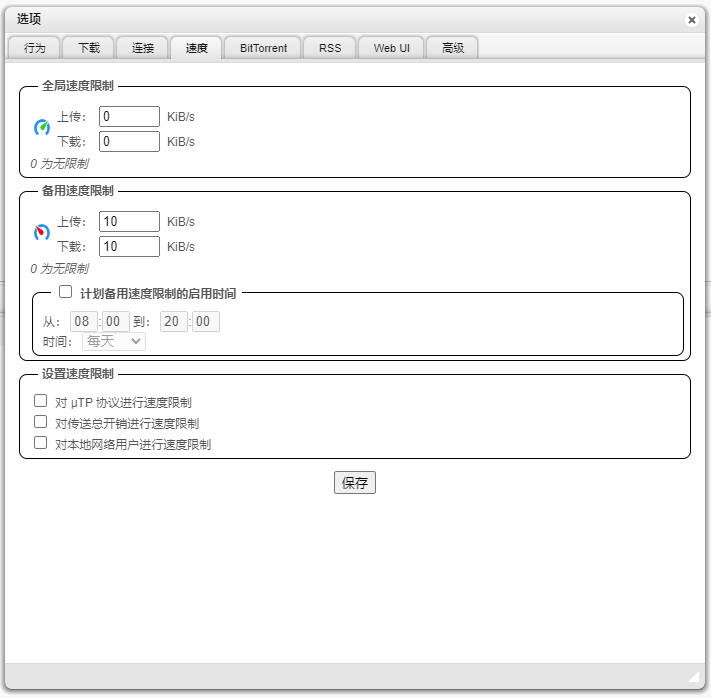 选项
行为 下载 连接 速度 BitTorrent RSS Web UI 高级
全局速度限制
上传： 0 KiB/s
下载： 0 KiB/s
0 为无限制
备用速度限制
上传： 10 KiB/s
下载： 10 KiB/s
0 为无限制
计划备用速度限制的启用时间
从： 08 : 00 到： 20 : 00
时间： 每天
设置速度限制
对 µTP 协议进行速度限制
对传送总开销进行速度限制
对本地网络用户进行速度限制
保存